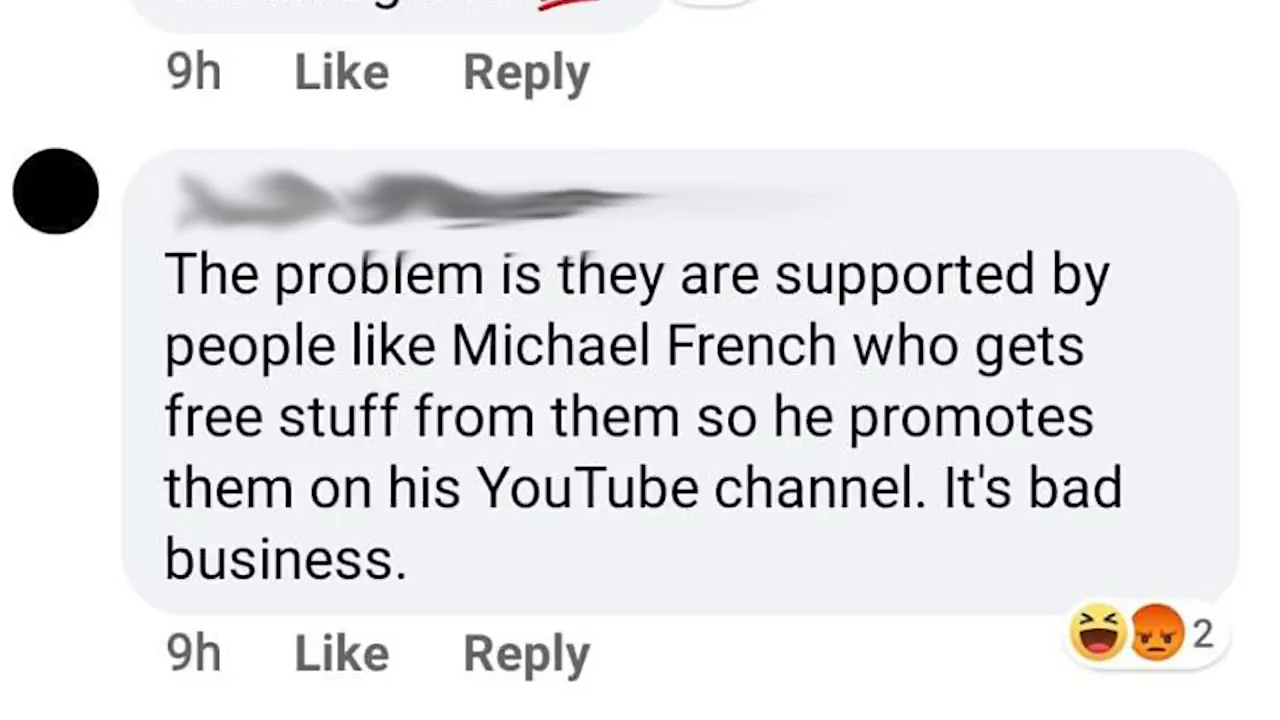 9h Like Reply
The problem is they are supported by
people like Michael French who gets
free stuff from them so he promotes
them on his YouTube channel. It's bad
business.
9h Like Reply
2